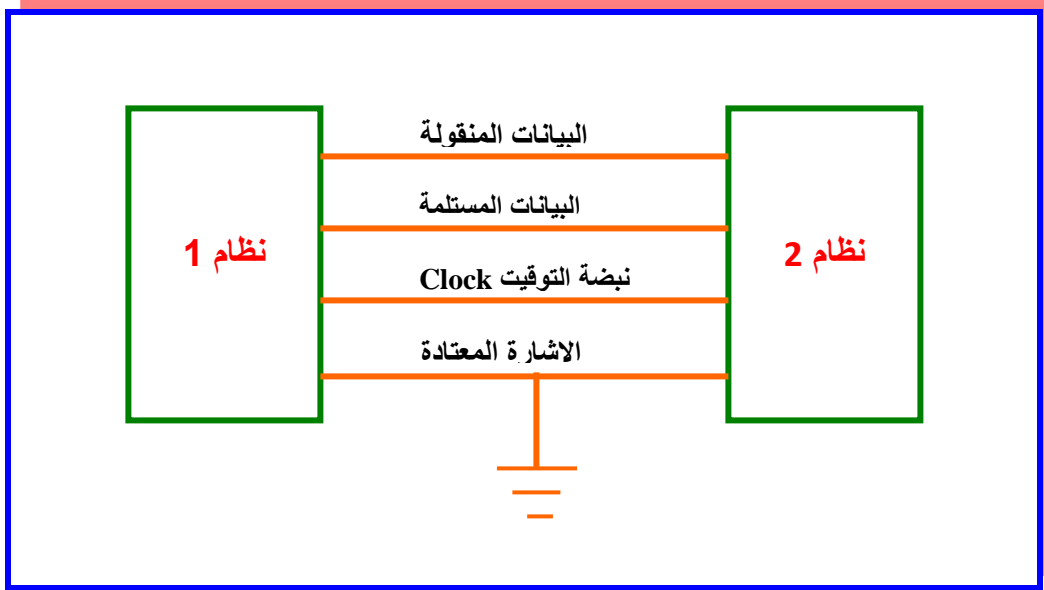 البيانات المنقولة
البيانات المستلمة
نظام 1
نظام 2
نبضة التوقيت Clock
الاشارة المعتادة